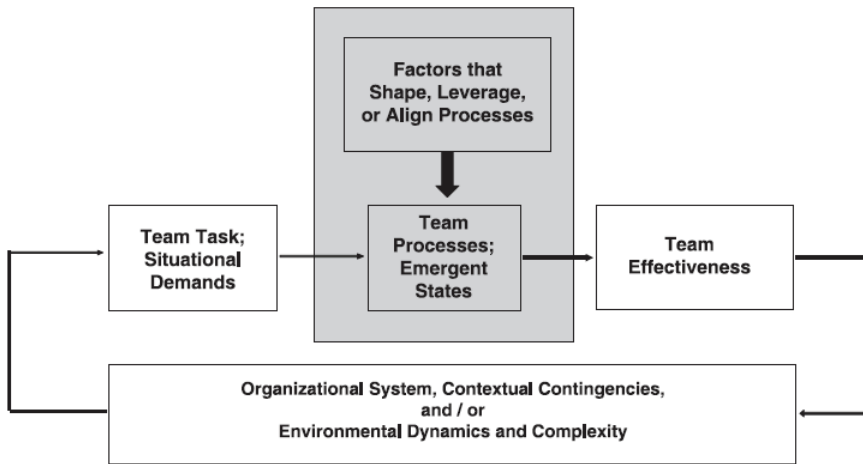 Factors that
Shape, Leverage,
or Align Processes
Team Task;
Situational
Demands
Team
Processes;
Emergent
States
Team
Effectiveness
Organizational System, Contextual Contingencies,
and / or
Environmental Dynamics and Complexity